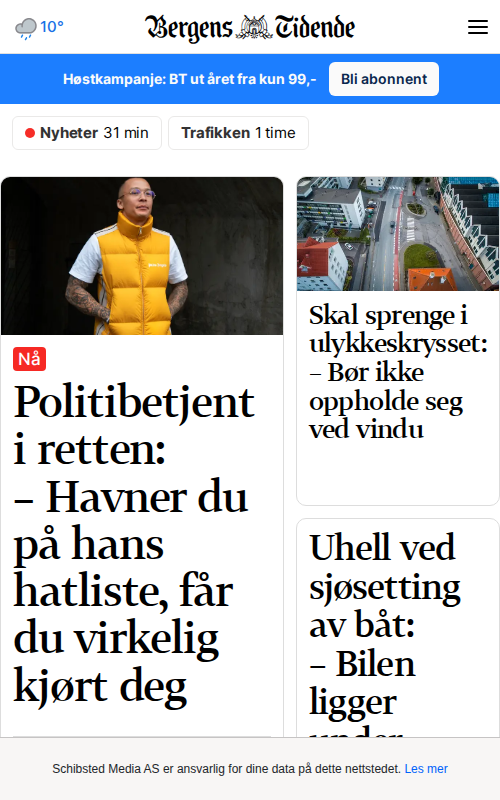 10°
Bergens Tidende
Høstkampanje: BT ut året fra kun 99,-
Bli abonnent
Nyheter 31 min
Trafikken 1 time
Nå
Politibetjent
i retten:
– Havner du
på hans
hatliste, får
du virkelig
kjørt deg
Skal sprenge i
ulykkeskrysset:
– Bør ikke
oppholde seg
ved vindu
Uhell ved
sjøsetting
av båt:
– Bilen
ligger
under
Schibsted Media AS er ansvarlig for dine data på dette nettstedet. Les mer